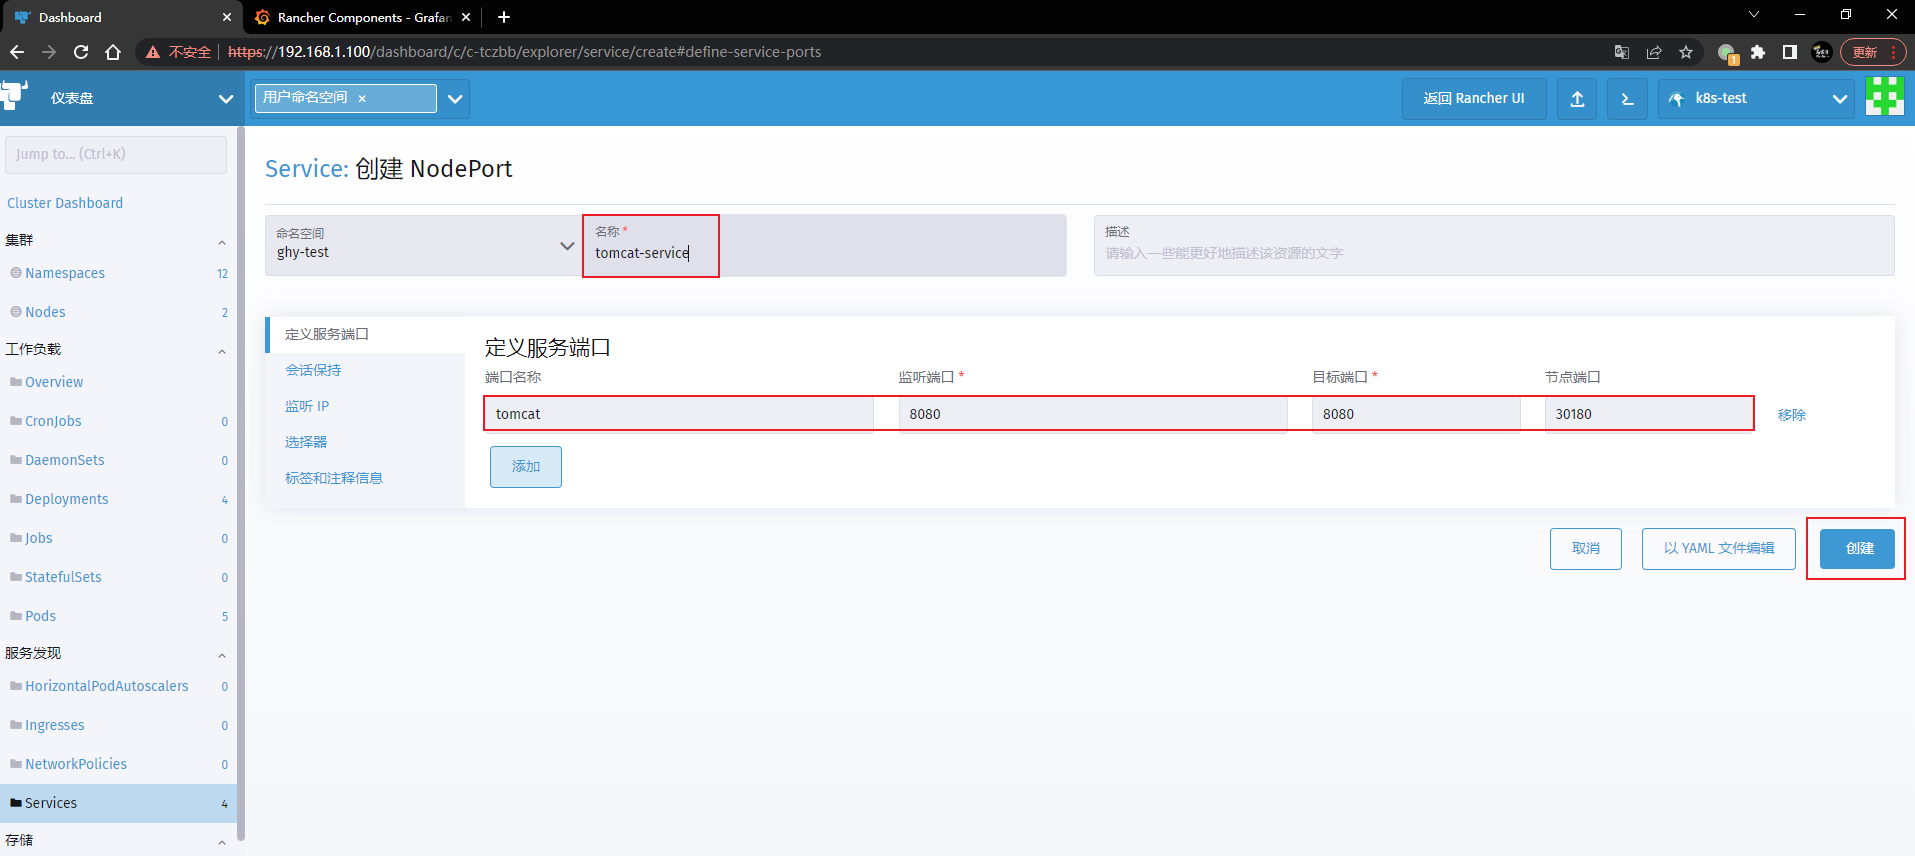 Dashboard
Rancher Components - Grafan
不安全
https://192.168.1.100/dashboard/c/c-tczbb/explorer/service/create#define-service-ports
1
更新
仪表盘
用户命名空间
返回 Rancher UI
k8s-test
Jump to... (Ctrl+K)
Cluster Dashboard
集群
Namespaces 12
Nodes 2
工作负载
Overview
CronJobs 0
DaemonSets 0
Deployments 4
Jobs 0
StatefulSets 0
Pods 5
服务发现
HorizontalPodAutoscalers 0
Ingresses 0
NetworkPolicies 0
Services 4
存储
Service: 创建 NodePort
命名空间
ghy-test
名称 *
tomcat-service
描述
请输入一些能更好地描述该资源的文字
定义服务端口
会话保持
监听 IP
选择器
标签和注释信息
定义服务端口
端口名称 监听端口 * 目标端口 * 节点端口
tomcat 8080 8080 30180 移除
添加
取消 以 YAML 文件编辑 创建